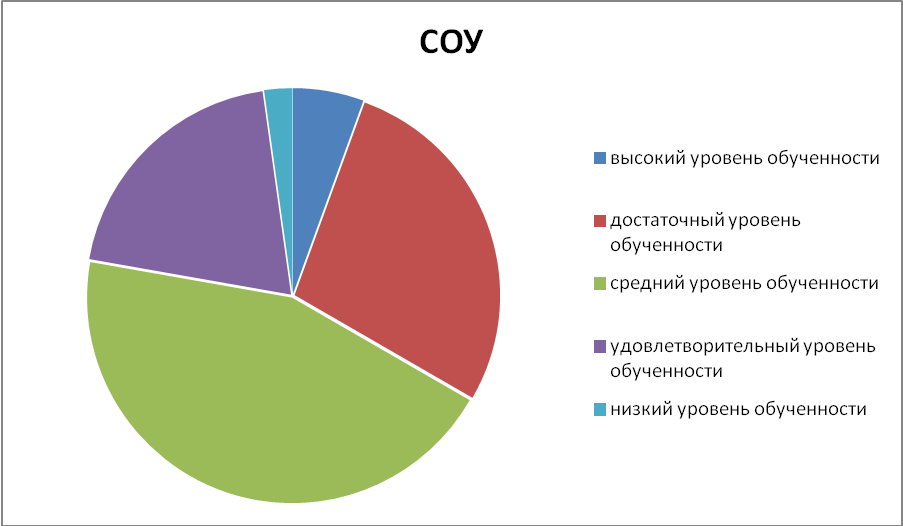 СОУ
высокий уровень обученности
достаточный уровень
обученности
средний уровень обученности
удовлетворительный уровень
обученности
низкий уровень обученности